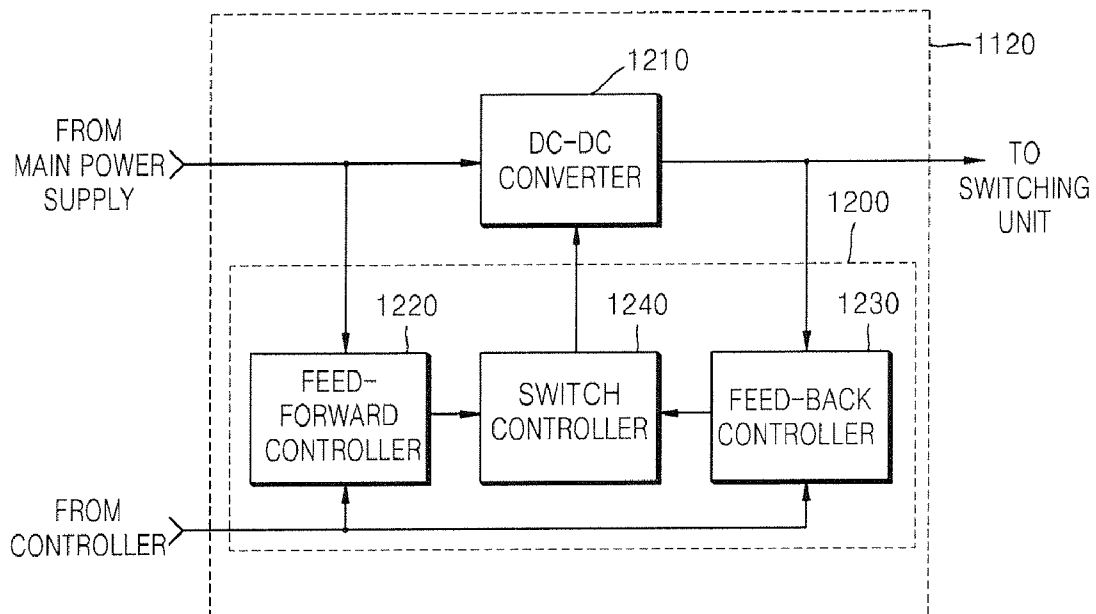 1120
1210
FROM
MAIN POWER
SUPPLY
DC-DC
CONVERTER
TO
SWITCHING
UNIT
1200
1220
1240
1230
FEED-
FORWARD
CONTROLLER
SWITCH
CONTROLLER
FEED-BACK
CONTROLLER
FROM
CONTROLLER